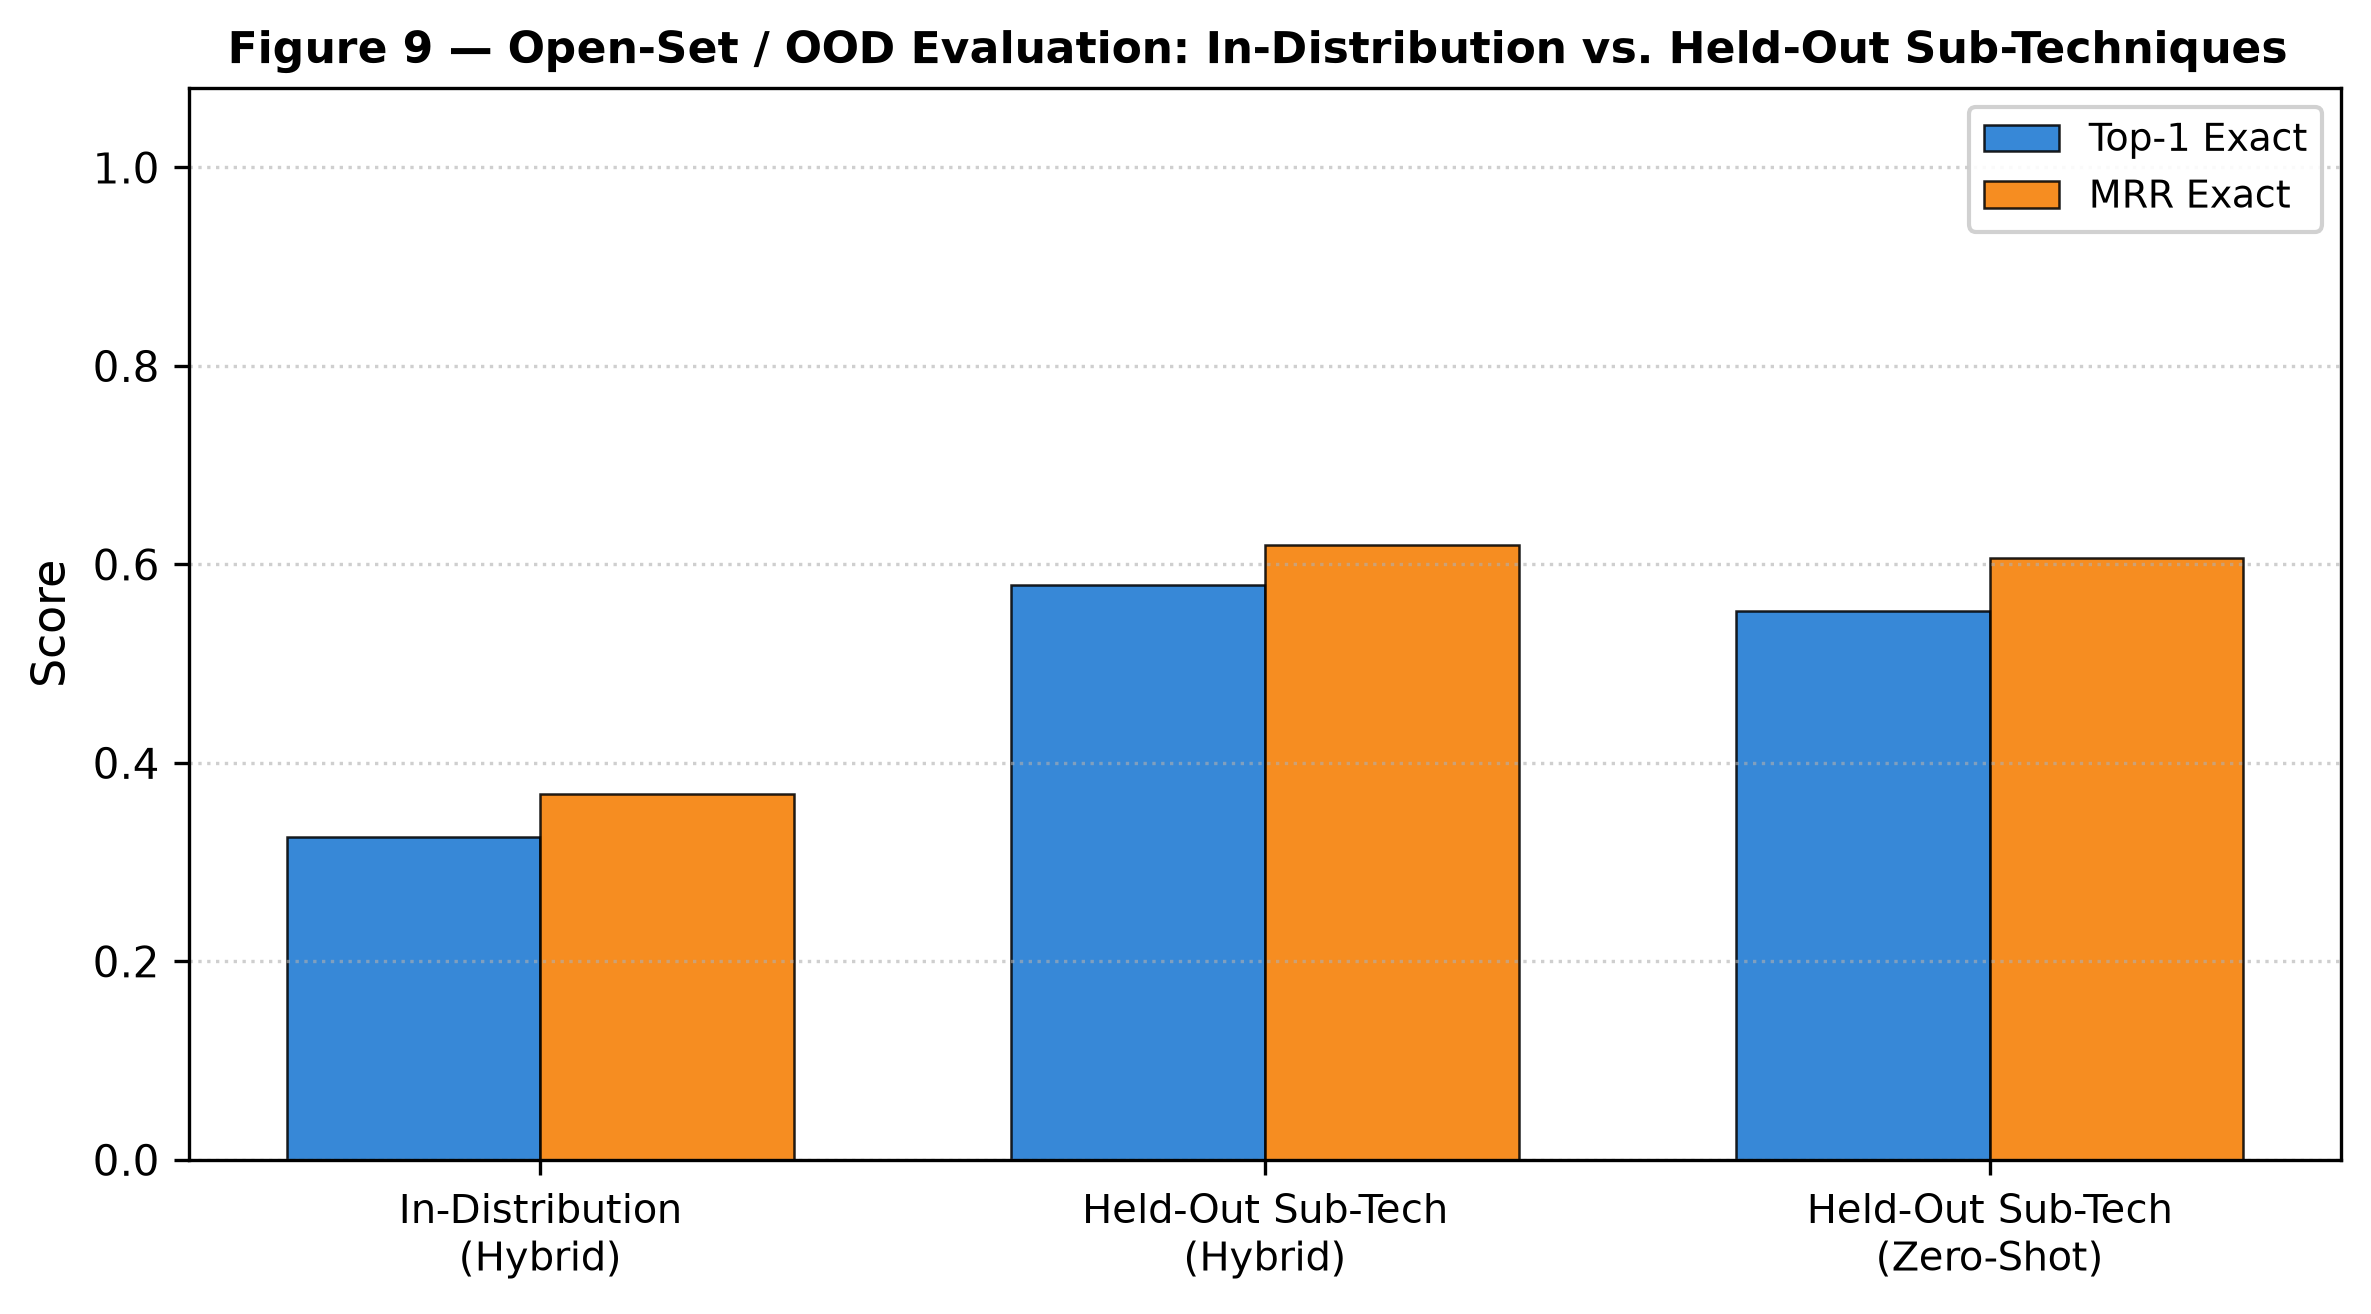 Figure 9 — Open-Set / OOD Evaluation: In-Distribution vs. Held-Out Sub-Techniques
Top-1 Exact
MRR Exact
Score
1.0
0.8
0.6
0.4
0.2
0.0
In-Distribution
(Hybrid)
Held-Out Sub-Tech
(Hybrid)
Held-Out Sub-Tech
(Zero-Shot)